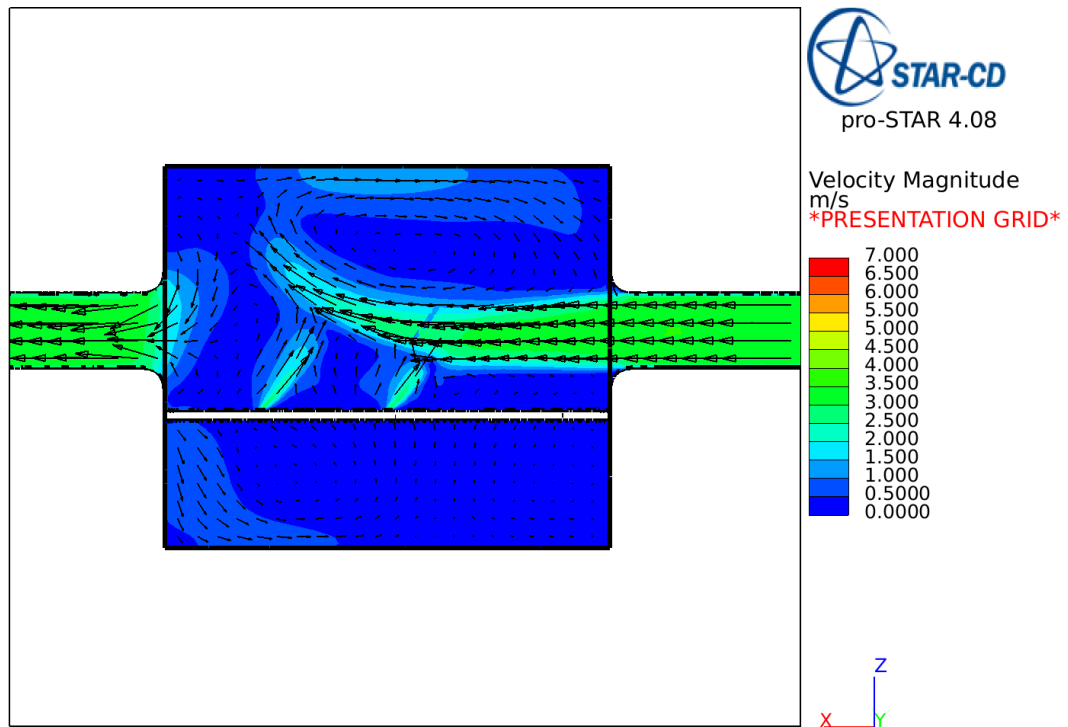 STAR-CD
pro-STAR 4.08
Velocity Magnitude
m/s
*PRESENTATION GRID*
7.000
6.500
6.000
5.500
5.000
4.500
4.000
3.500
3.000
2.500
2.000
1.500
1.000
0.5000
0.0000
Z
X
Y